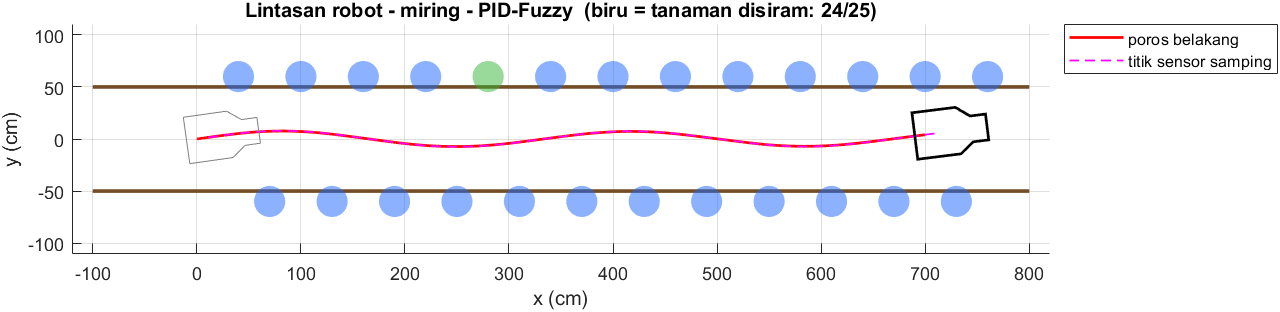 Lintasan robot - miring - PID-Fuzzy (biru = tanaman disiram: 24/25)
poros belakang
titik sensor samping
y (cm)
100
50
0
-50
-100
-100 0 100 200 300 400 500 600 700 800
x (cm)